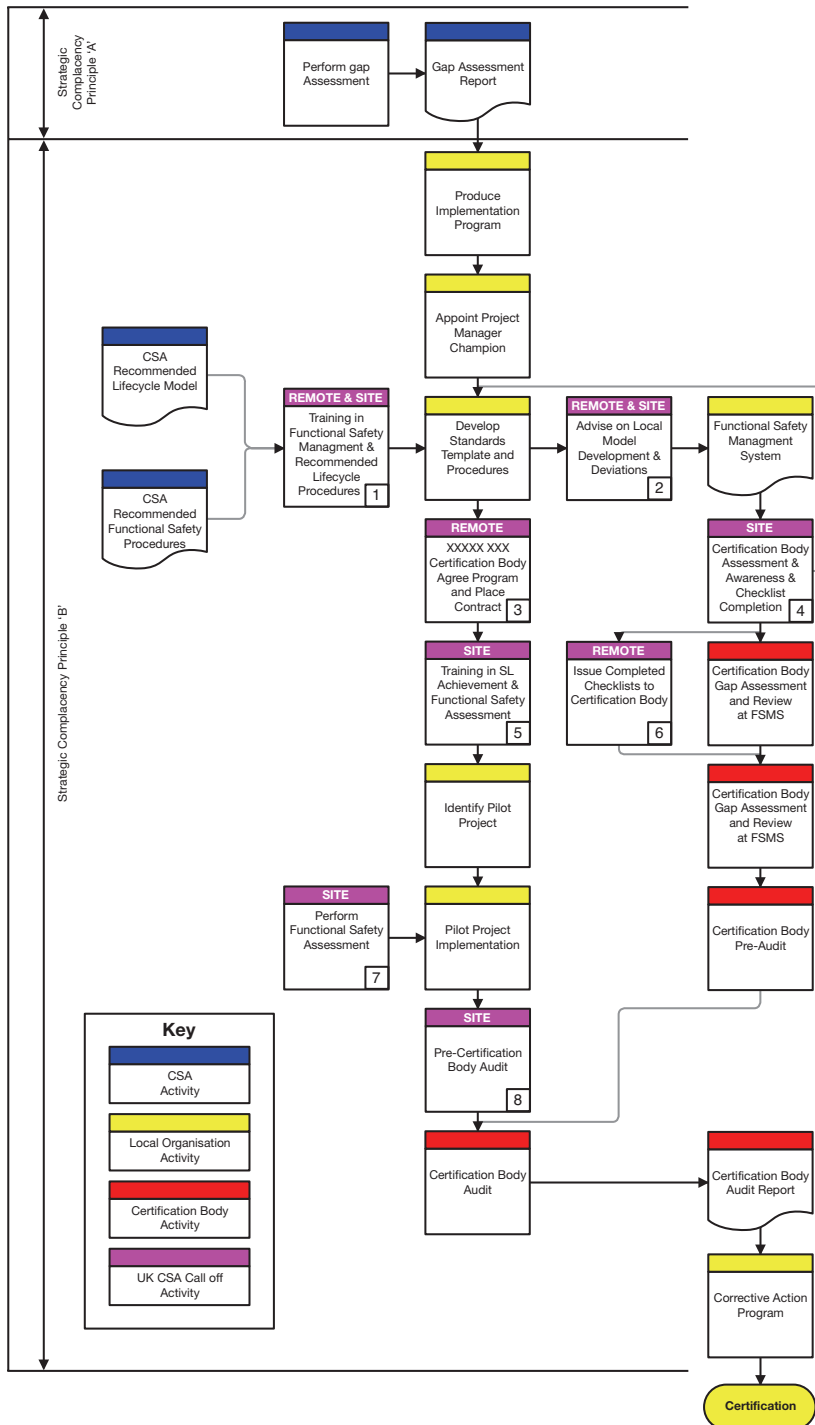 Strategic
Complacency
Principle 'A'
Perform gap
Assessment
Gap Assessment
Report
Strategic Complacency Principle 'B'
Produce
Implementation
Program
Appoint Project
Manager
Champion
CSA
Recommended
Lifecycle Model
CSA
Recommended
Functional Safety
Procedures
REMOTE & SITE
Training in
Functional Safety
Managment &
Recommended
Lifecycle
Procedures
1
Develop
Standards
Template and
Procedures
REMOTE & SITE
Advise on Local
Model
Development &
Deviations
2
Functional Safety
Managment
System
REMOTE
XXXXX XXX
Certification Body
Agree Program
and Place
Contract
3
SITE
Certification Body
Assessment &
Awareness &
Checklist
Completion
4
SITE
Training in SL
Achievement &
Functional Safety
Assessment
5
REMOTE
Issue Completed
Checklists to
Certification Body
6
Certification Body
Gap Assessment
and Review
at FSMS
Identify Pilot
Project
Certification Body
Gap Assessment
and Review
at FSMS
SITE
Perform
Functional Safety
Assessment
7
Pilot Project
Implementation
Certification Body
Pre-Audit
SITE
Pre-Certification
Body Audit
8
Certification Body
Audit
Certification Body
Audit Report
Corrective Action
Program
Certification
Key
CSA
Activity
Local Organisation
Activity
Certification Body
Activity
UK CSA Call off
Activity